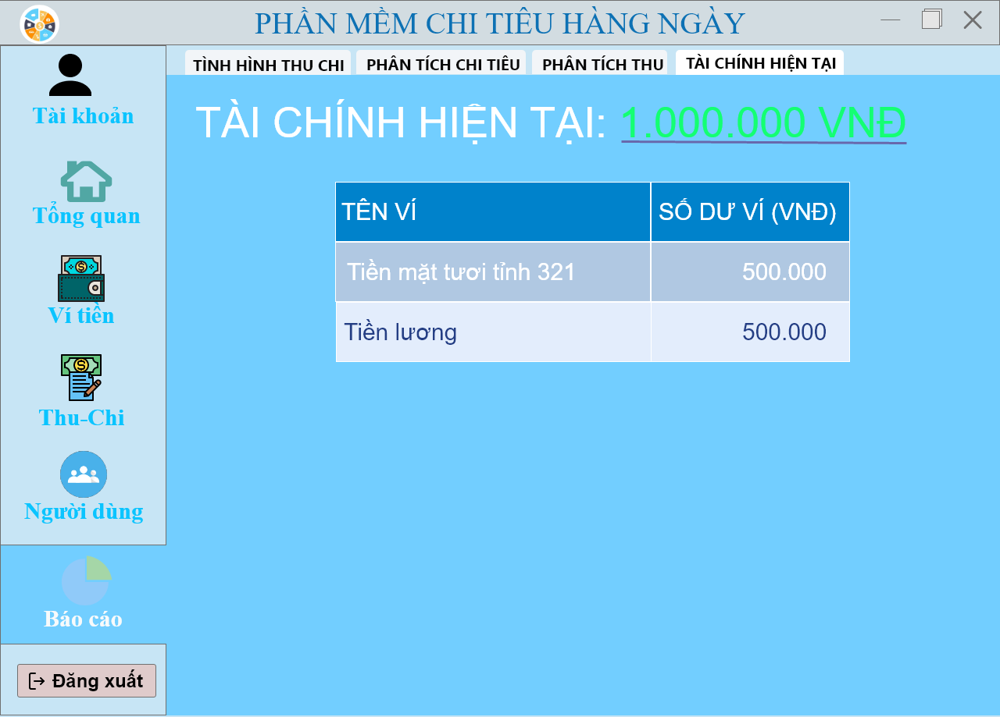 PHẦN MỀM CHI TIÊU HÀNG NGÀY
TÌNH HÌNH THU CHI
PHÂN TÍCH CHI TIÊU
PHÂN TÍCH THU
TÀI CHÍNH HIỆN TẠI
Tài khoản
Tổng quan
Ví tiền
Thu-Chi
Người dùng
Báo cáo
Đăng xuất
TÀI CHÍNH HIỆN TẠI: 1.000.000 VNĐ
TÊN VÍ SỐ DƯ VÍ (VNĐ)
Tiền mặt tươi tỉnh 321 500.000
Tiền lương 500.000